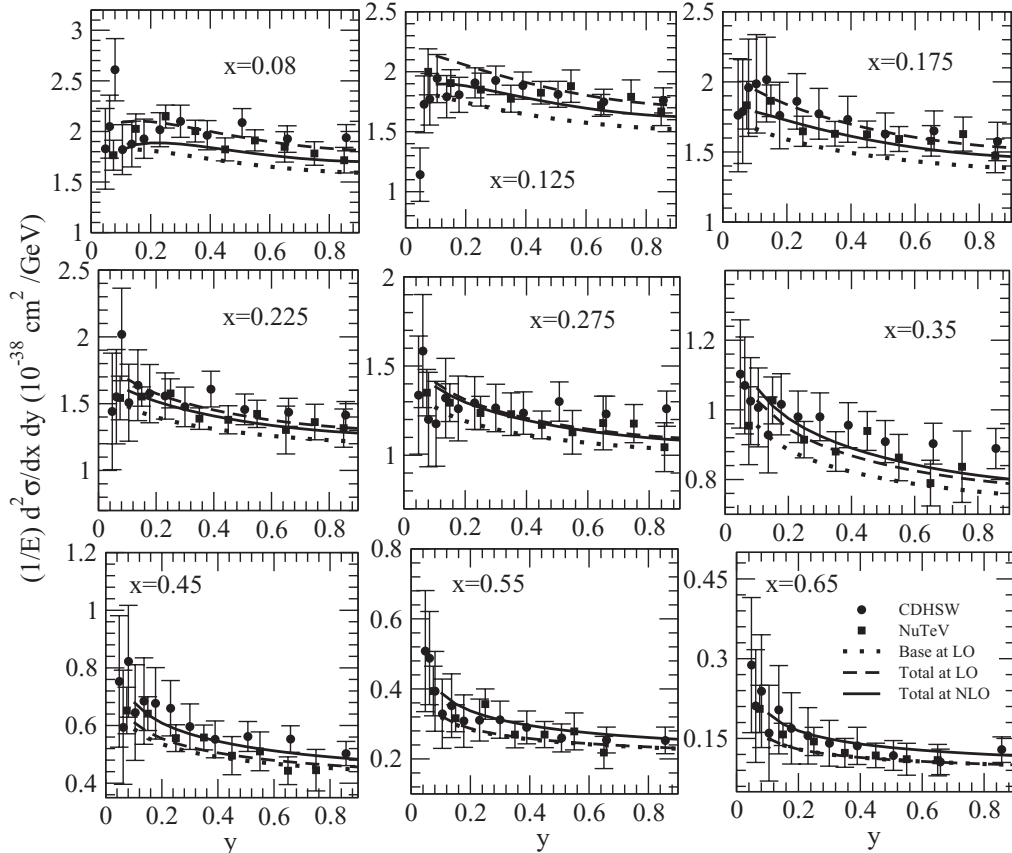 (1/E) d²σ/dx dy (10⁻³⁸ cm² /GeV)
3
2.5
2
1.5
1
x=0.08
0 0.2 0.4 0.6 0.8
2.5
2
1.5
1
x=0.125
0 0.2 0.4 0.6 0.8
2.5
2
1.5
1
x=0.175
0 0.2 0.4 0.6 0.8
2.5
2
1.5
1
x=0.225
0 0.2 0.4 0.6 0.8
2
1.5
1
x=0.275
0 0.2 0.4 0.6 0.8
1.2
1
0.8
x=0.35
0 0.2 0.4 0.6 0.8
1.2
1
0.8
0.6
0.4
x=0.45
0 0.2 0.4 0.6 0.8
y
0.8
0.6
0.4
0.2
0
x=0.55
0 0.2 0.4 0.6 0.8
y
0.45
0.3
0.15
x=0.65
CDHSW
NuTeV
Base at LO
Total at LO
Total at NLO
0 0.2 0.4 0.6 0.8
y